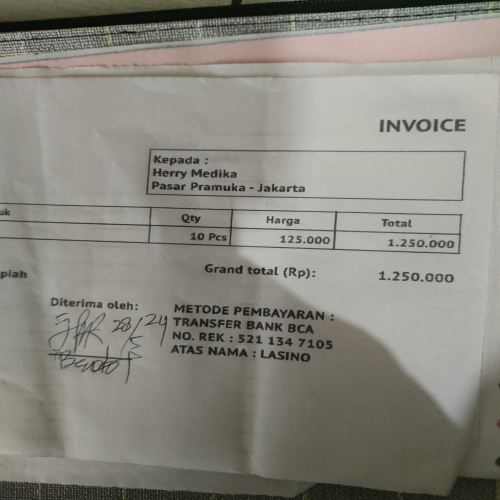 INVOICE
Kepada :
Herry Medika
Pasar Pramuka - Jakarta
uk Qty Harga Total
10 Pcs 125.000 1.250.000
piah Grand total (Rp): 1.250.000
Diterima oleh:
28/5 24
METODE PEMBAYARAN :
TRANSFER BANK BCA
NO. REK : 521 134 7105
ATAS NAMA : LASINO